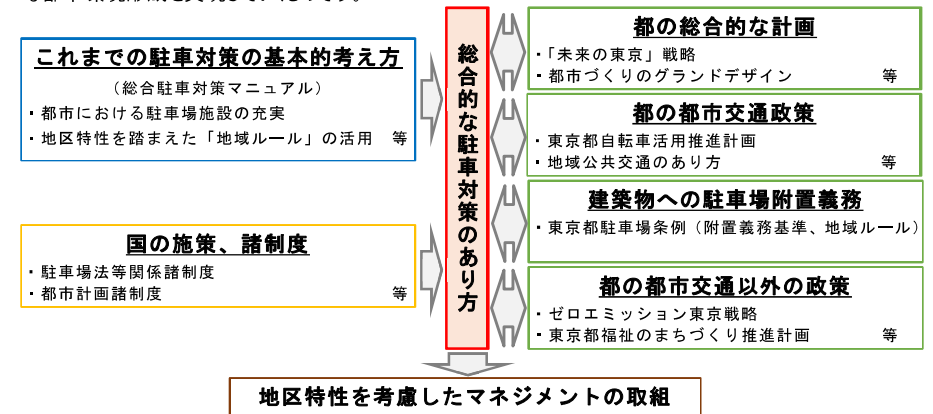 これまでの駐車対策の基本的考え方
（総合駐車対策マニュアル）
・都市における駐車場施設の充実
・地区特性を踏まえた「地域ルール」の活用　等
国の施策、諸制度
・駐車場法等関係諸制度
・都市計画諸制度　等
総合的な駐車対策のあり方
都の総合的な計画
・「未来の東京」戦略
・都市づくりのグランドデザイン　等
都の都市交通政策
・東京都自転車活用推進計画
・地域公共交通のあり方　等
建築物への駐車場附置義務
・東京都駐車場条例（附置義務基準、地域ルール）
都の都市交通以外の政策
・ゼロエミッション東京戦略
・東京都福祉のまちづくり推進計画　等
地区特性を考慮したマネジメントの取組